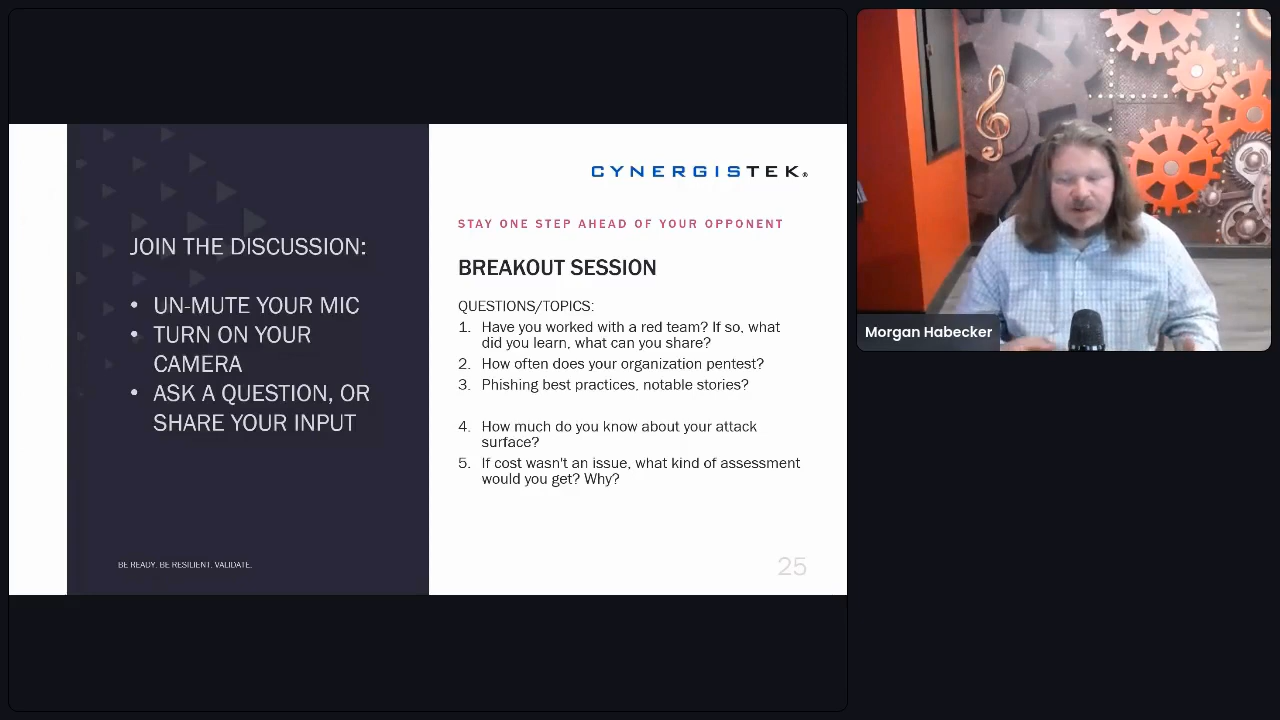 JOIN THE DISCUSSION:
• UN-MUTE YOUR MIC
• TURN ON YOUR
CAMERA
• ASK A QUESTION, OR
SHARE YOUR INPUT
BE READY. BE RESILIENT. VALIDATE.
CYNERGISTEK®
STAY ONE STEP AHEAD OF YOUR OPPONENT
BREAKOUT SESSION
QUESTIONS/TOPICS:
1. Have you worked with a red team? If so, what
did you learn, what can you share?
2. How often does your organization pentest?
3. Phishing best practices, notable stories?
4. How much do you know about your attack
surface?
5. If cost wasn't an issue, what kind of assessment
would you get? Why?
25
Morgan Habecker